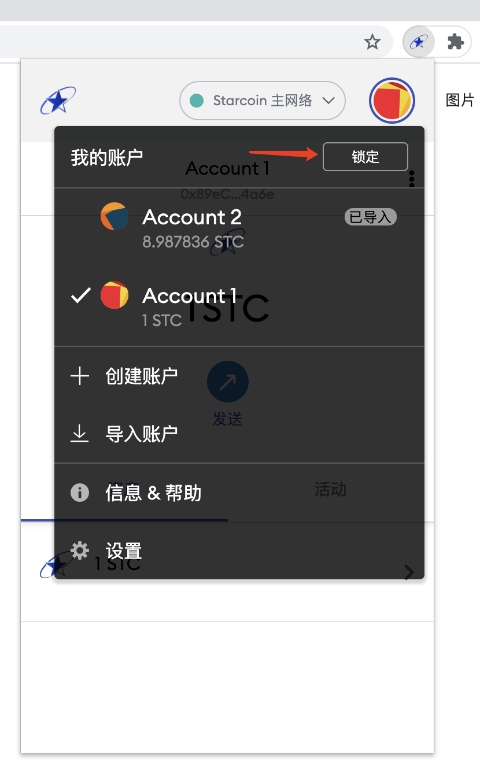 Starcoin 主网络
图片
我的账户
锁定
Account 1
0x89eC...4a6e
Account 2
已导入
8.987836 STC
Account 1
1 STC
1 STC
创建账户
发送
导入账户
信息 & 帮助
活动
设置
1 STC